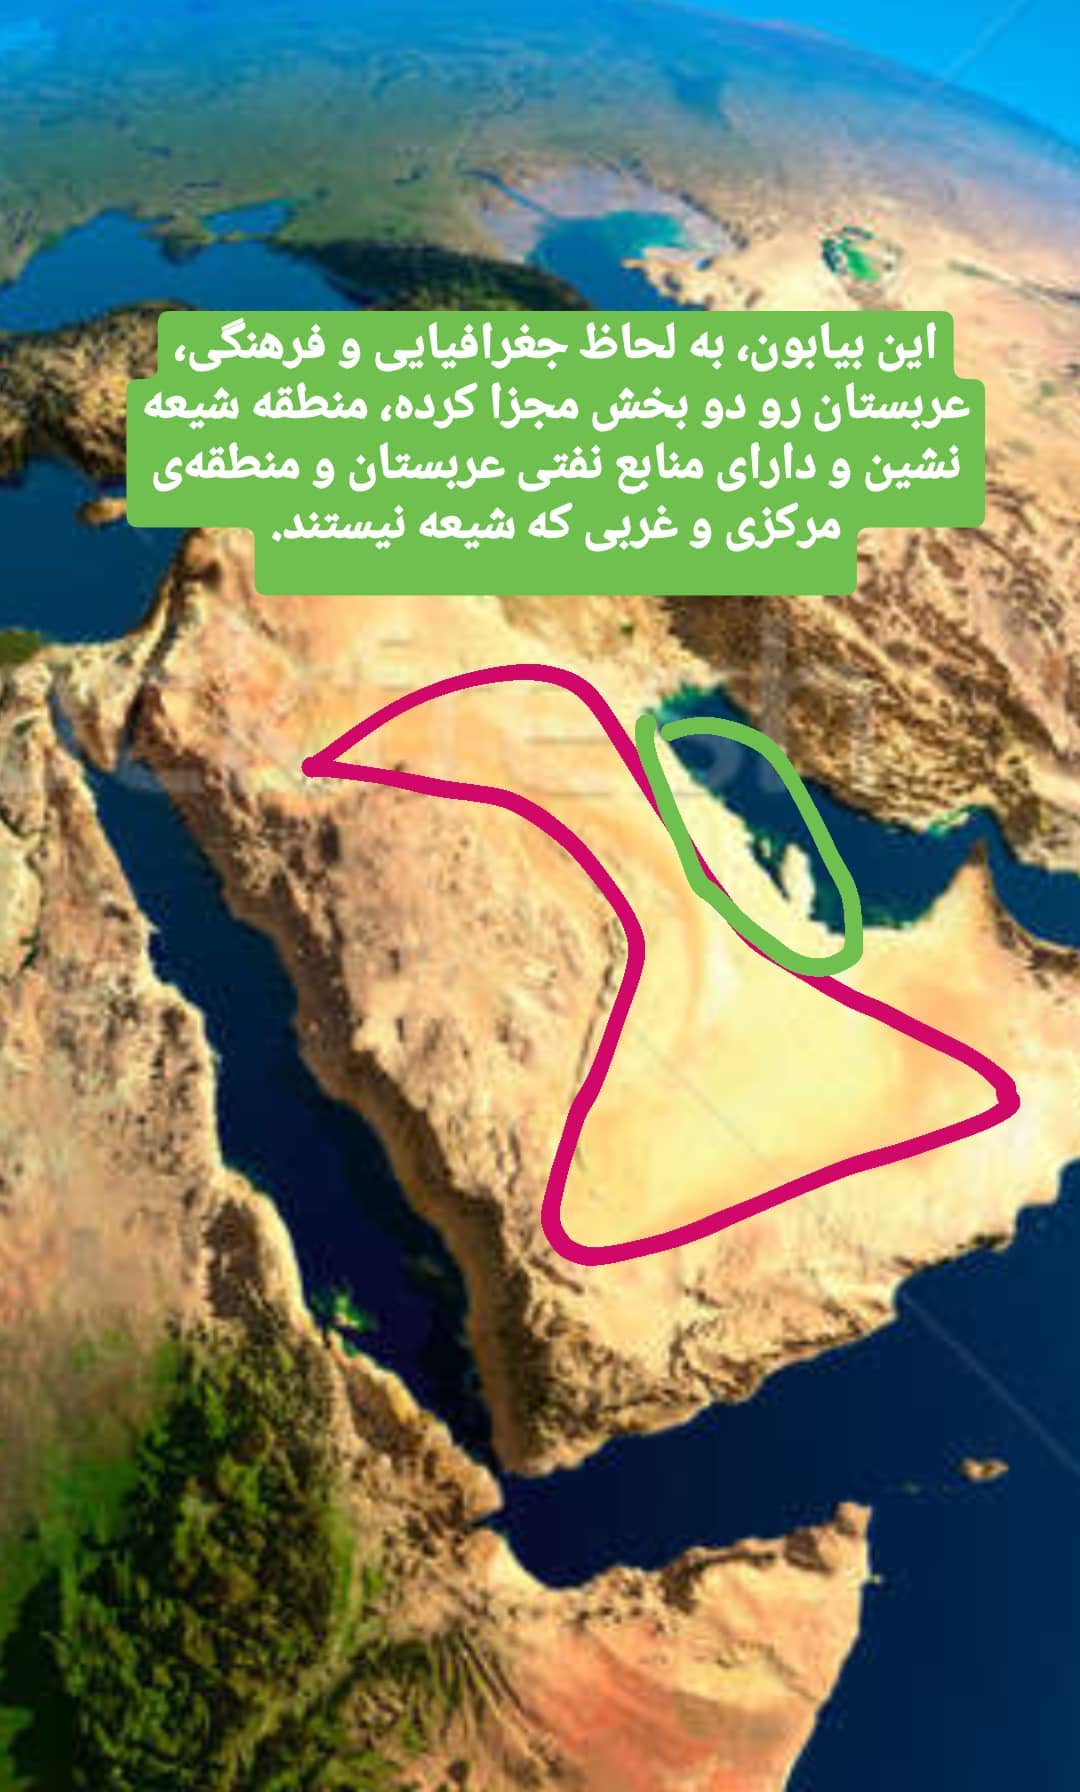 این بیابون، به لحاظ جغرافیایی و فرهنگی،
عربستان رو دو بخش مجزا کرده، منطقه شیعه
نشین و دارای منابع نفتی عربستان و منطقه‌ی
مرکزی و غربی که شیعه نیستند.